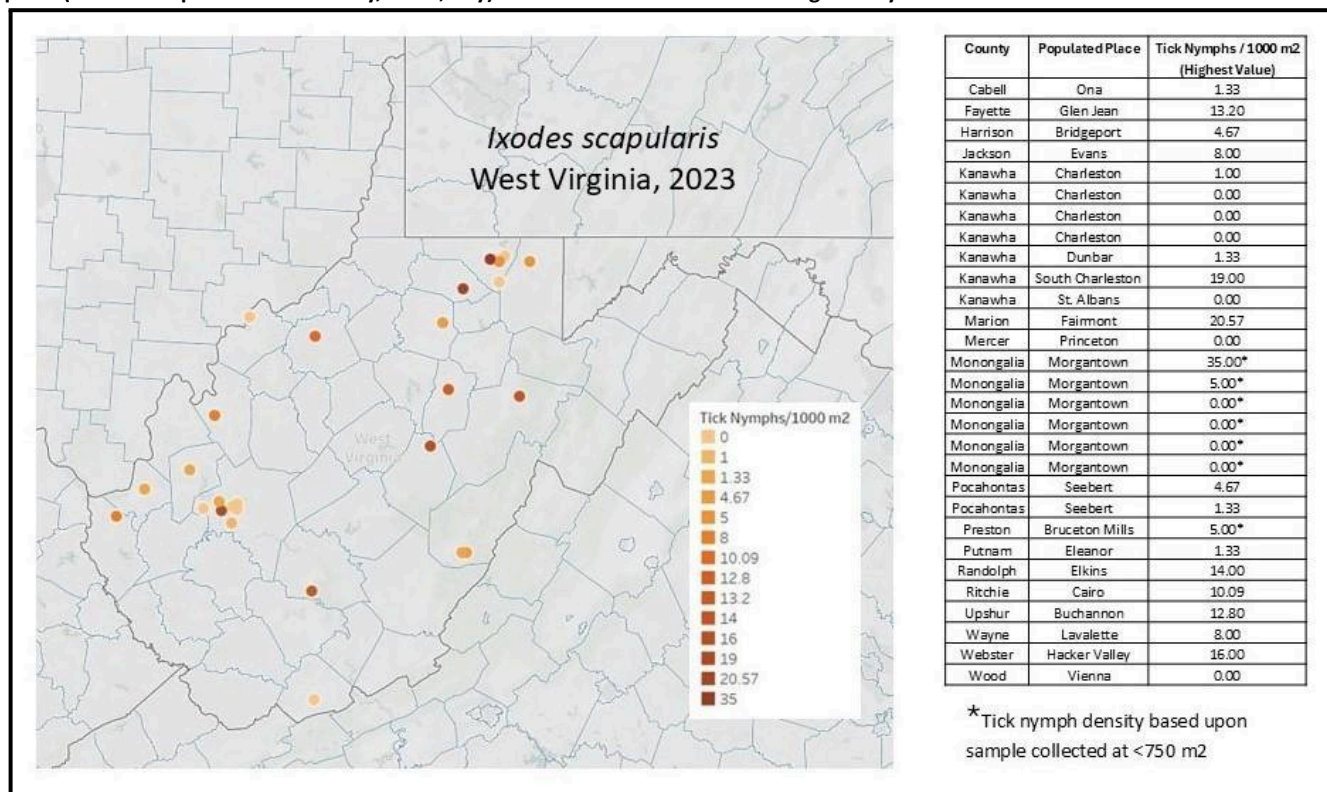 Ixodes scapularis
West Virginia, 2023
West
Virginia
Tick Nymphs/1000 m2
0
1
1.33
4.67
5
8
10.09
12.8
13.2
14
16
19
20.57
35
County Populated Place Tick Nymphs / 1000 m2
(Highest Value)
Cabell Ona 1.33
Fayette Glen Jean 13.20
Harrison Bridgeport 4.67
Jackson Evans 8.00
Kanawha Charleston 1.00
Kanawha Charleston 0.00
Kanawha Charleston 0.00
Kanawha Charleston 0.00
Kanawha Dunbar 1.33
Kanawha South Charleston 19.00
Kanawha St. Albans 0.00
Marion Fairmont 20.57
Mercer Princeton 0.00
Monongalia Morgantown 35.00*
Monongalia Morgantown 5.00*
Monongalia Morgantown 0.00*
Monongalia Morgantown 0.00*
Monongalia Morgantown 0.00*
Monongalia Morgantown 0.00*
Pocahontas Seebert 4.67
Pocahontas Seebert 1.33
Preston Bruceton Mills 5.00*
Putnam Eleanor 1.33
Randolph Elkins 14.00
Ritchie Cairo 10.09
Upshur Buchannon 12.80
Wayne Lavalette 8.00
Webster Hacker Valley 16.00
Wood Vienna 0.00
*Tick nymph density based upon
sample collected at <750 m2